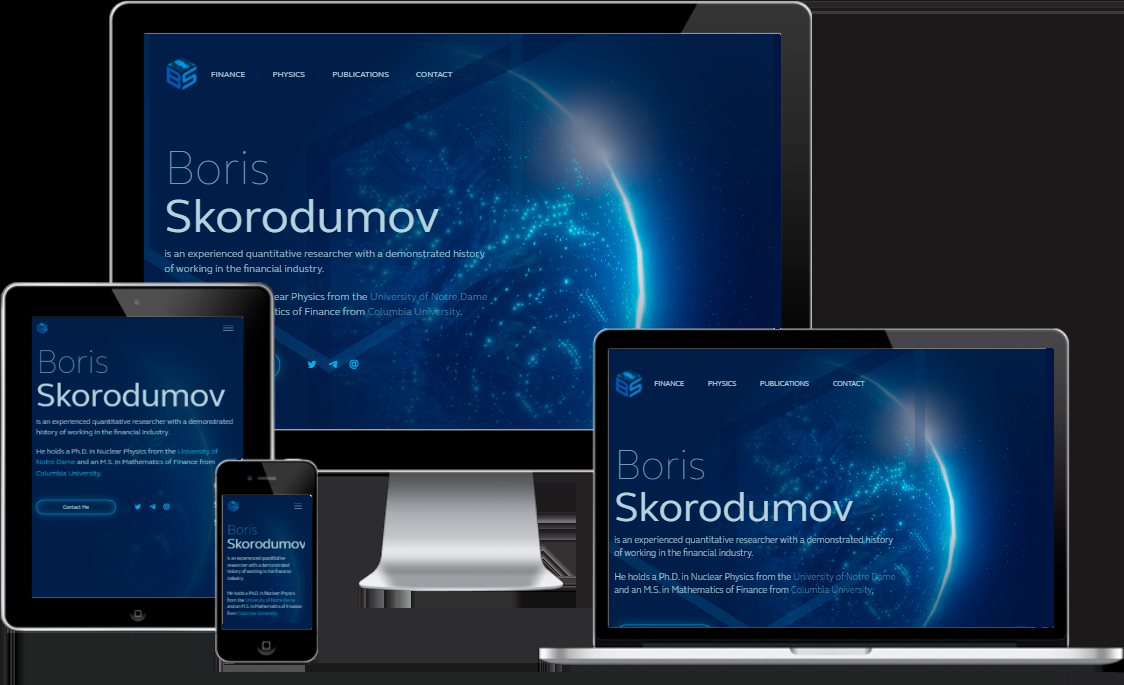 BS
FINANCE PHYSICS PUBLICATIONS CONTACT
Boris
Skorodumov
is an experienced quantitative researcher with a demonstrated history
of working in the financial industry.
ear Physics from the University of Notre Dame
tics of Finance from Columbia University.
Boris
Skorodumov
is an experienced quantitative researcher with a demonstrated
history of working in the financial industry.
He holds a Ph.D. in Nuclear Physics from the University of
Notre Dame and an M.S. in Mathematics of Finance from
Columbia University.
Contact Me
Boris
Skorodumov
is an experienced quantitative
researcher with a demonstrated
history of working in the financial
industry.
He holds a Ph.D. in Nuclear Physics
from the University of Notre Dame
and an M.S. in Mathematics of Finance
from Columbia University.
BS
FINANCE PHYSICS PUBLICATIONS CONTACT
Boris
Skorodumov
is an experienced quantitative researcher with a demonstrated history
of working in the financial industry.
He holds a Ph.D. in Nuclear Physics from the University of Notre Dame
and an M.S. in Mathematics of Finance from Columbia University.